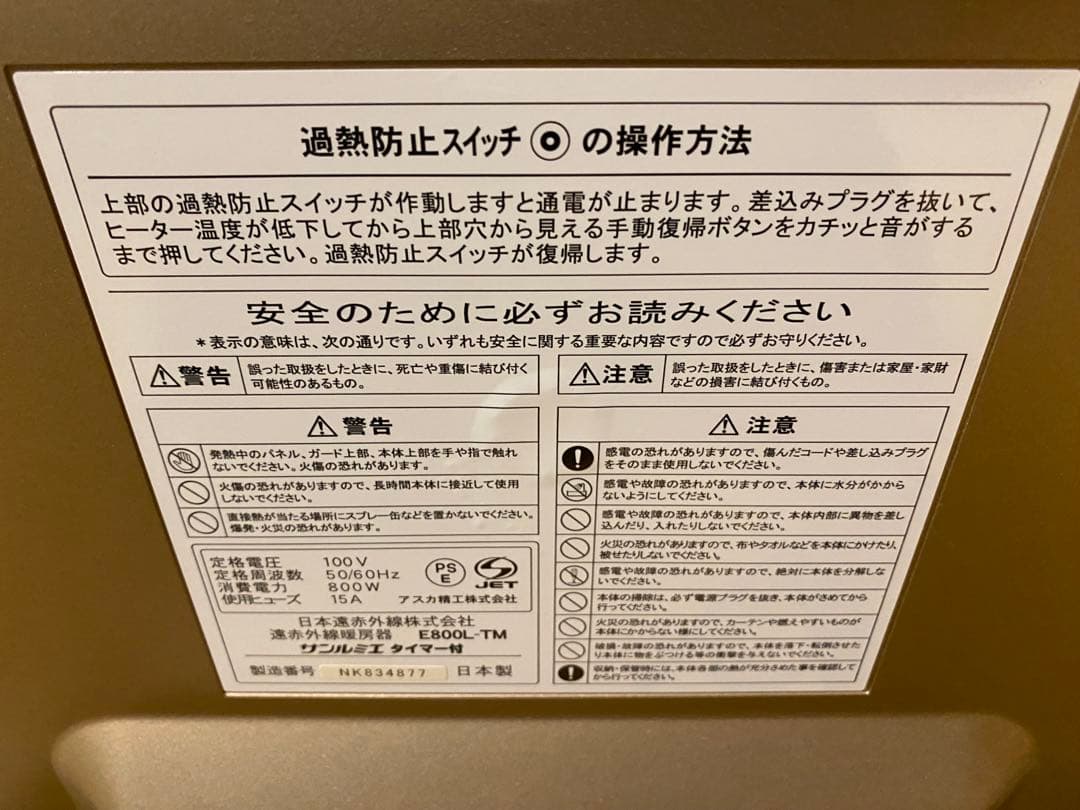 過熱防止スイッチ◉の操作方法
上部の過熱防止スイッチが作動しますと通電が止まります。差込みプラグを抜いて、
ヒーター温度が低下してから上部穴から見える手動復帰ボタンをカチッと音がする
まで押してください。過熱防止スイッチが復帰します。
安全のために必ずお読みください
*表示の意味は、次の通りです。いずれも安全に関する重要な内容ですので必ずお守りください。
警告
誤った取扱をしたときに、死亡や重傷に結び付く
可能性のあるもの。
注意
誤った取扱をしたときに、傷害または家屋・家財
などの損害に結び付くもの。
警告
発熱中のパネル、ガード上部、本体上部を手や指で触れ
ないでください。火傷の恐れがあります。
火傷の恐れがありますので、長時間本体に接近して使用
しないでください。
直接熱が当たる場所にスプレー缶などを置かないでください。
爆発・火災の恐れがあります。
注意
感電の恐れがありますので、傷んだコードや差し込みプラグ
をそのまま使用しないでください。
感電や故障の恐れがありますので、本体に水分がかから
ないようにしてください。
感電や故障の恐れがありますので、本体内部に異物を差し
込んだり、入れたりしないでください。
火災の恐れがありますので、布やタオルなどを本体にかけたり、
被せたりしないでください。
感電や故障の恐れがありますので、絶対に本体を分解しな
いでください。
本体の掃除は、必ず電源プラグを抜き、本体がさめてから
行ってください。
火災の恐れがありますので、カーテンや燃えやすいものが
本体にかからない様にしてください。
破損・故障の恐れがありますので、本体を落下・転倒させた
り本体に物をぶつける等の衝撃を与えないでください。
収納・保管時には、本体各部の熱が充分さめた事を確認して
から行ってください。
定格電圧 100V
定格周波数 50/60Hz
消費電力 800W
使用ヒューズ 15A
PS
E
JET
アスカ精工株式会社
日本遠赤外線株式会社
遠赤外線暖房器 E800L-TM
サンルミエ タイマー付
製造番号 NK834877 日本製